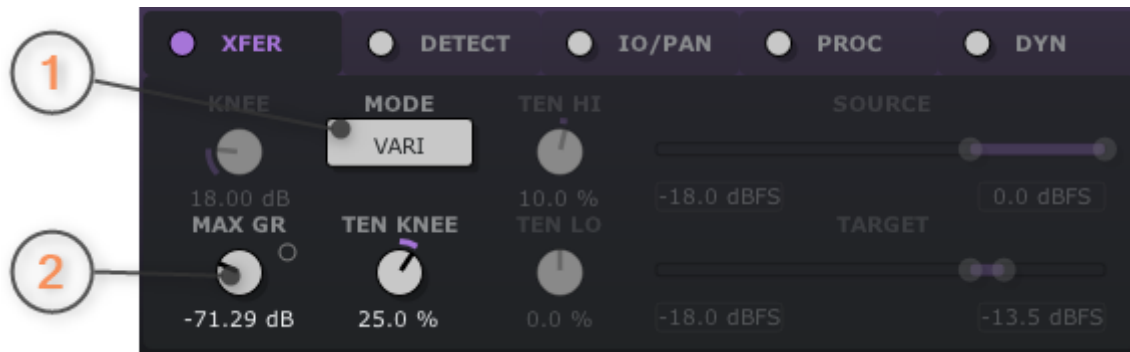 XFER DETECT IO/PAN PROC DYN
1
KNEE MODE TEN HI SOURCE
VARI
18.00 dB 10.0 % -18.0 dBFS 0.0 dBFS
MAX GR TEN KNEE TEN LO TARGET
2
-71.29 dB 25.0 % 0.0 % -18.0 dBFS -13.5 dBFS